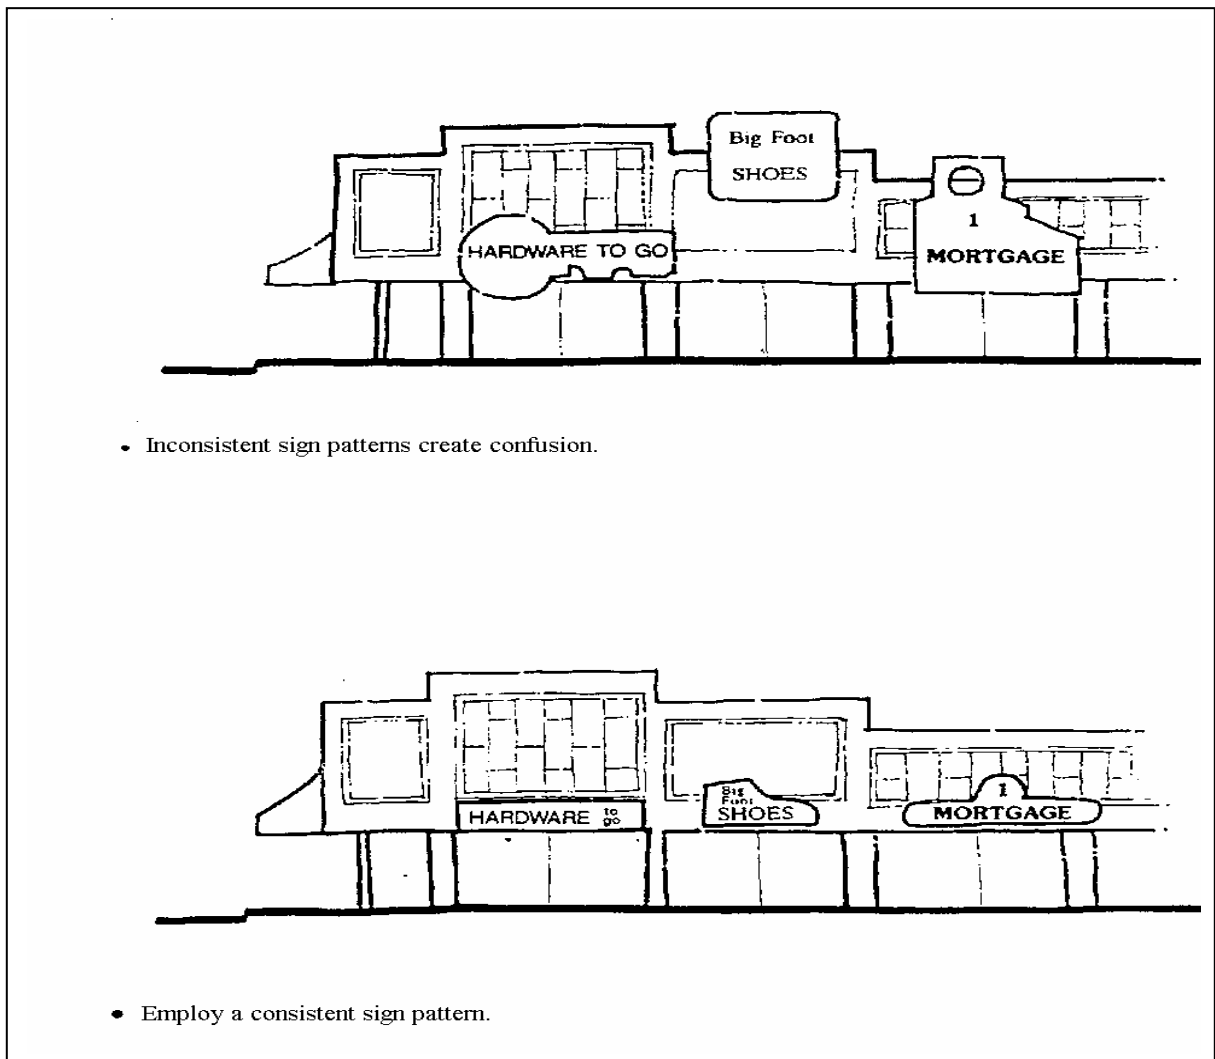 Big Foot
SHOES
HARDWARE TO GO
1
MORTGAGE
• Inconsistent sign patterns create confusion.
HARDWARE to go
Big
Foot
SHOES
1
MORTGAGE
• Employ a consistent sign pattern.